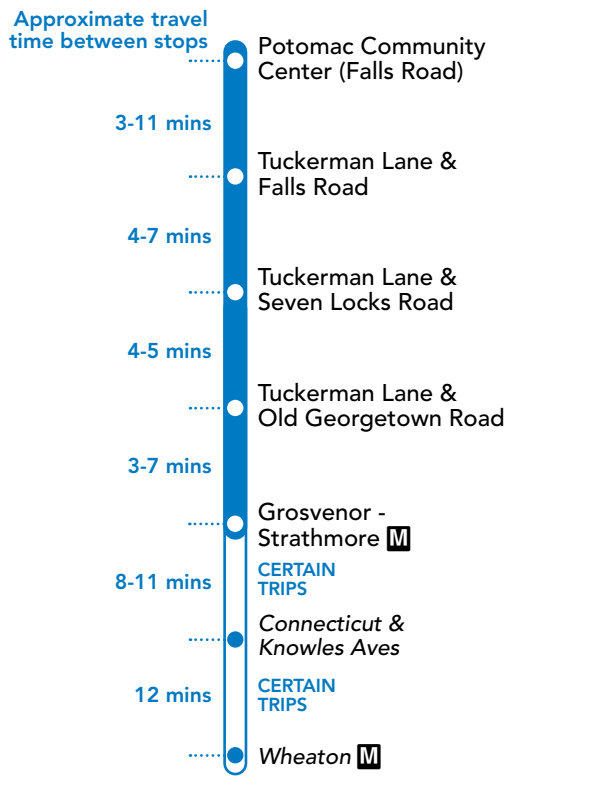 Approximate travel
time between stops
Potomac Community
Center (Falls Road)
3-11 mins
Tuckerman Lane &
Falls Road
4-7 mins
Tuckerman Lane &
Seven Locks Road
4-5 mins
Tuckerman Lane &
Old Georgetown Road
3-7 mins
Grosvenor -
Strathmore M
8-11 mins
CERTAIN
TRIPS
Connecticut &
Knowles Aves
12 mins
CERTAIN
TRIPS
Wheaton M